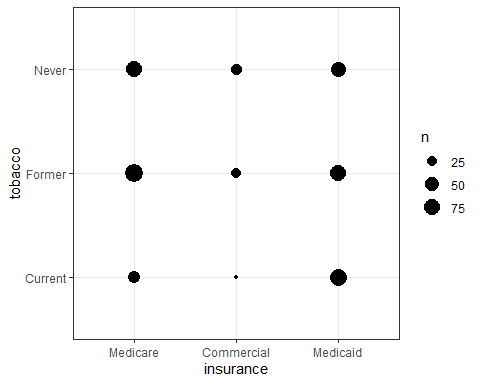 tobacco
Never
Former
Current
Medicare Commercial Medicaid
insurance
n
25
50
75